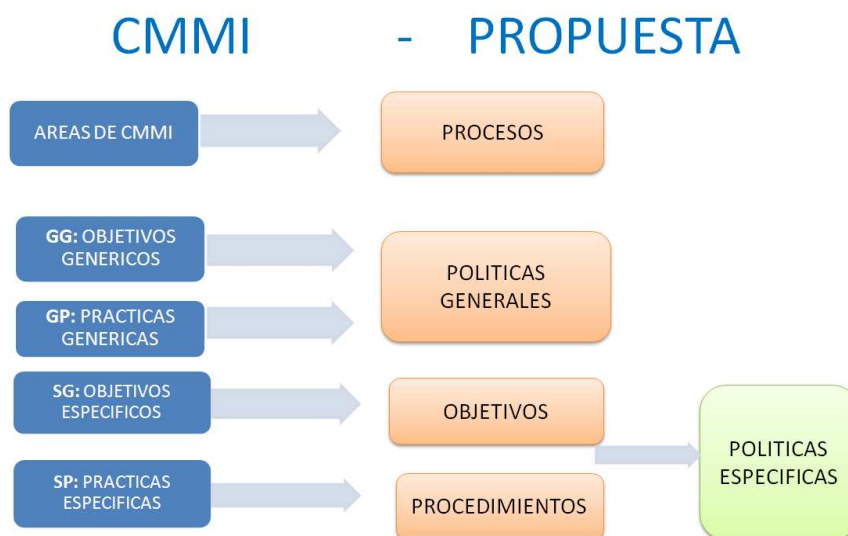 CMMI - PROPUESTA
AREAS DE CMMI
PROCESOS
GG: OBJETIVOS
GENERICOS
POLITICAS
GENERALES
GP: PRACTICAS
GENERICAS
SG: OBJETIVOS
ESPECIFICOS
OBJETIVOS
POLITICAS
ESPECIFICAS
SP: PRACTICAS
ESPECIFICAS
PROCEDIMIENTOS